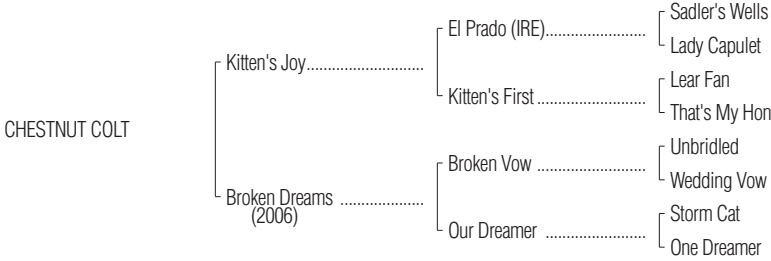 Sadler's Wells
El Prado (IRE)........................
Lady Capulet
Kitten's Joy...........................
Lear Fan
Kitten's First..........................
That's My Hon
CHESTNUT COLT
Unbridled
Broken Vow ........................
Wedding Vow
Broken Dreams ....................
(2006)
Storm Cat
Our Dreamer ........................
One Dreamer